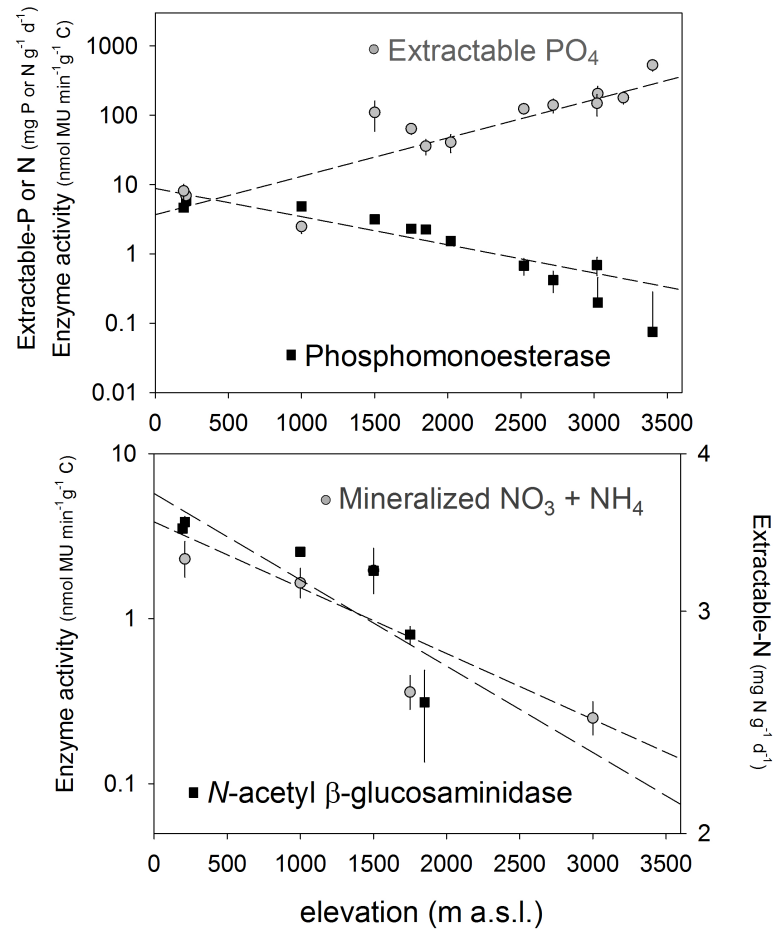 Extractable-P or N (mg P or N g⁻¹ d⁻¹)
Enzyme activity (nmol MU min⁻¹g⁻¹ C)
1000
100
10
1
0.1
0.01
Extractable PO₄
Phosphomonoesterase
0 500 1000 1500 2000 2500 3000 3500
Enzyme activity (nmol MU min⁻¹g⁻¹ C)
10
1
0.1
Mineralized NO₃ + NH₄
N-acetyl β-glucosaminidase
4
3
2
Extractable-N (mg N g⁻¹ d⁻¹)
0 500 1000 1500 2000 2500 3000 3500
elevation (m a.s.l.)